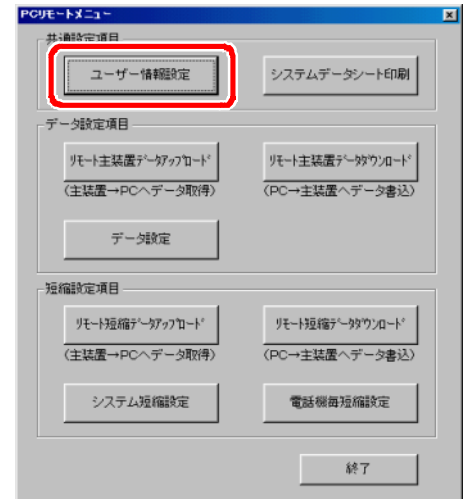 PCリモートメニュー
共通設定項目
ユーザー情報設定
システムデータシート印刷
データ設定項目
リモート主装置データアップロード
リモート主装置データダウンロード
(主装置→PCへデータ取得)
(PC→主装置へデータ書込)
データ設定
短縮設定項目
リモート短縮データアップロード
リモート短縮データダウンロード
(主装置→PCへデータ取得)
(PC→主装置へデータ書込)
システム短縮設定
電話機毎短縮設定
終了